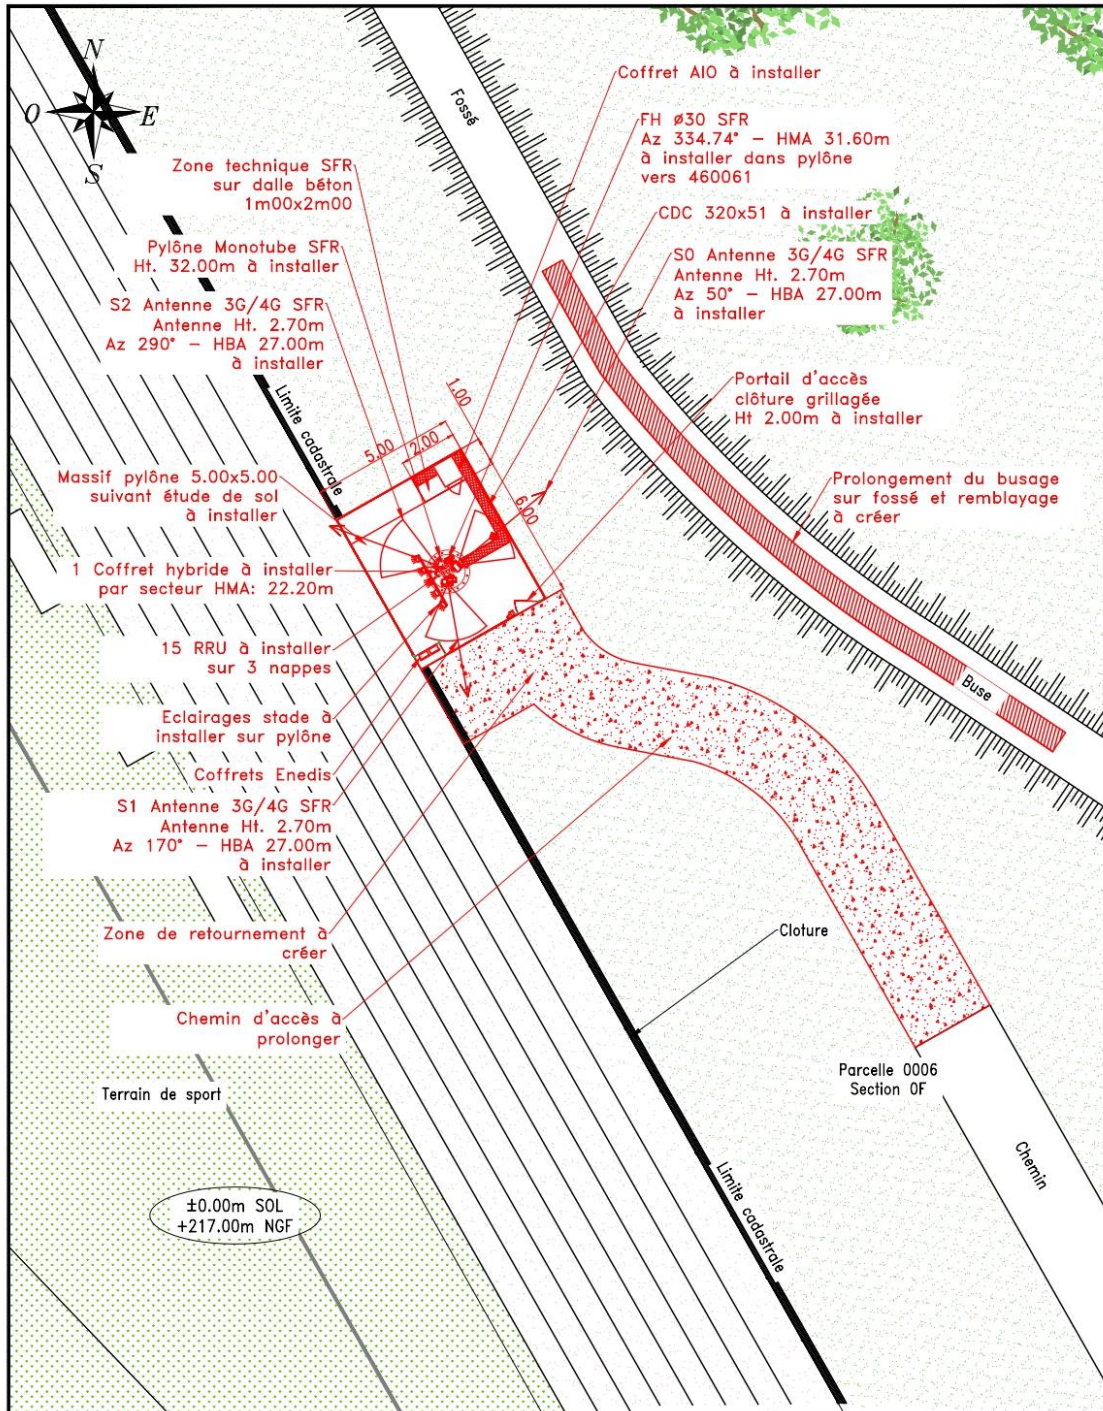 N
O
E
S
Fossé
Coffret AIO à installer
FH ø30 SFR
Az 334.74° – HMA 31.60m
à installer dans pylône
vers 460061
CDC 320x51 à installer
S0 Antenne 3G/4G SFR
Antenne Ht. 2.70m
Az 50° – HBA 27.00m
à installer
Portail d'accès
clôture grillagée
Ht 2.00m à installer
Prolongement du busage
sur fossé et remblayage
à créer
Buse
Zone technique SFR
sur dalle béton
1m00x2m00
Pylône Monotube SFR
Ht. 32.00m à installer
S2 Antenne 3G/4G SFR
Antenne Ht. 2.70m
Az 290° – HBA 27.00m
à installer
Limite cadastrale
5.00
2.00
1.00
6.00
Massif pylône 5.00x5.00
suivant étude de sol
à installer
1 Coffret hybride à installer
par secteur HMA: 22.20m
15 RRU à installer
sur 3 nappes
Eclairages stade à
installer sur pylône
Coffrets Enedis
S1 Antenne 3G/4G SFR
Antenne Ht. 2.70m
Az 170° – HBA 27.00m
à installer
Zone de retournement à
créer
Chemin d'accès à
prolonger
Cloture
Parcelle 0006
Section 0F
Chemin
Limite cadastrale
Terrain de sport
±0.00m SOL
+217.00m NGF